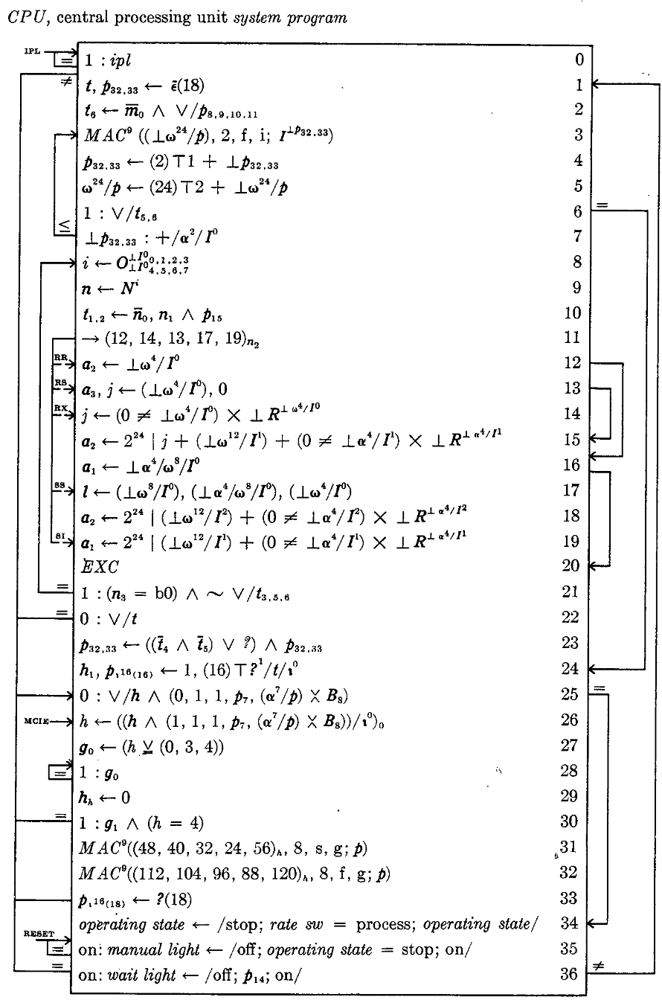 CPU, central processing unit system program
IPL 1 : ipl 0
≠ t, p₃₂,₃₃ ← ε̄(18) 1
t₆ ← m̄₀ ∧ ∨/p₈,₉,₁₀,₁₁ 2
MAC⁹ ((⊥ω²⁴/p), 2, f, i; I^⊥p₃₂,₃₃) 3
p₃₂,₃₃ ← (2)⊤1 + ⊥p₃₂,₃₃ 4
ω²⁴/p ← (24)⊤2 + ⊥ω²⁴/p 5
1 : ∨/t₅,₆ 6 =
≤ ⊥p₃₂,₃₃ : +/α²/I⁰ 7
i ← O^⊥I⁰₀,₁,₂,₃ _⊥I⁰₄,₅,₆,₇ 8
n ← Nⁱ 9
t₁,₂ ← n̄₀, n₁ ∧ p₁₅ 10
→ (12, 14, 13, 17, 19)ₙ₂ 11
RR a₂ ← ⊥ω⁴/I⁰ 12
RS a₃, j ← (⊥ω⁴/I⁰), 0 13
RX j ← (0 ≠ ⊥ω⁴/I⁰) × ⊥R^⊥ω⁴/I⁰ 14
a₂ ← 2²⁴ | j + (⊥ω¹²/I¹) + (0 ≠ ⊥α⁴/I¹) × ⊥R^⊥α⁴/I¹ 15
a₁ ← ⊥α⁴/ω⁸/I⁰ 16
SS l ← (⊥ω⁸/I⁰), (⊥α⁴/ω⁸/I⁰), (⊥ω⁴/I⁰) 17
a₂ ← 2²⁴ | (⊥ω¹²/I²) + (0 ≠ ⊥α⁴/I²) × ⊥R^⊥α⁴/I² 18
SI a₁ ← 2²⁴ | (⊥ω¹²/I¹) + (0 ≠ ⊥α⁴/I¹) × ⊥R^⊥α⁴/I¹ 19
EXC 20
= 1 : (n₃ = b0) ∧ ∼ ∨/t₃,₅,₆ 21
= 0 : ∨/t 22
p₃₂,₃₃ ← ((t̄₄ ∧ t̄₅) ∨ ?) ∧ p₃₂,₃₃ 23
h₁, p,₁₆₍₁₆₎ ← 1, (16)⊤?¹/t/ι⁰ 24
0 : ∨/h ∧ (0, 1, 1, p₇, (α⁷/p) ⨉ B₈) 25 =
MCIE h ← ((h ∧ (1, 1, 1, p₇, (α⁷/p) ⨉ B₈))/ι⁰)₀ 26
g₀ ← (h ⊻ (0, 3, 4)) 27
= 1 : g₀ 28
hₕ ← 0 29
= 1 : g₁ ∧ (h = 4) 30
MAC⁹((48, 40, 32, 24, 56)ₕ, 8, s, g; p) 31
MAC⁹((112, 104, 96, 88, 120)ₕ, 8, f, g; p) 32
p,₁₆₍₁₈₎ ← ?(18) 33
operating state ← /stop; rate sw = process; operating state/ 34
RESET = on: manual light ← /off; operating state = stop; on/ 35
= on: wait light ← /off; p₁₄; on/ 36 ≠